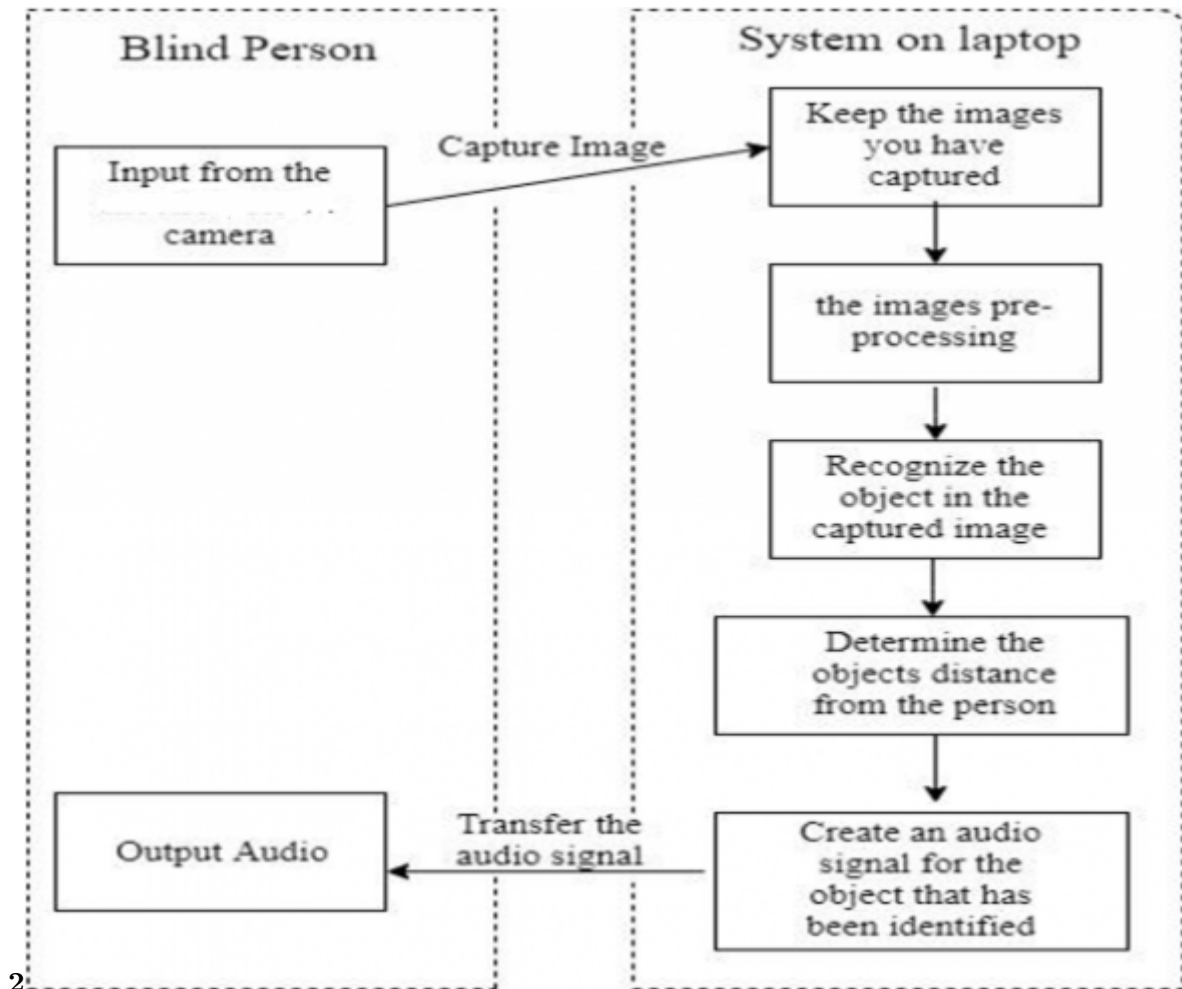 Blind Person
System on laptop
Input from the
camera
Capture Image
Keep the images
you have
captured
the images pre-
processing
Recognize the
object in the
captured image
Determine the
objects distance
from the person
Create an audio
signal for the
object that has
been identified
Transfer the
audio signal
Output Audio
2